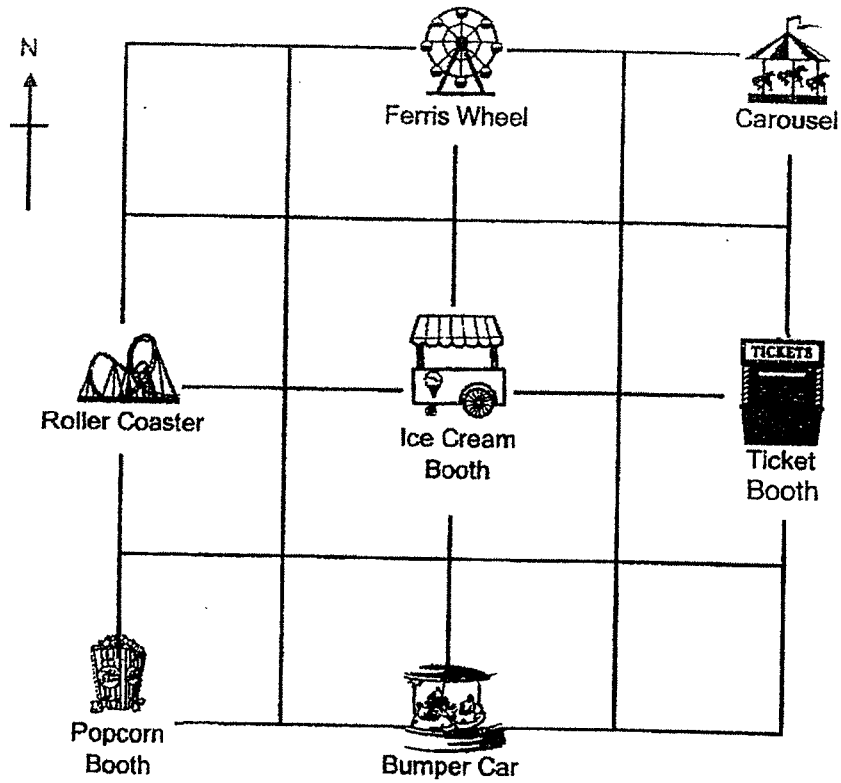 N
Ferris Wheel
Carousel
TICKETS
Roller Coaster
Ice Cream
Booth
Ticket
Booth
Popcorn
Booth
Bumper Car